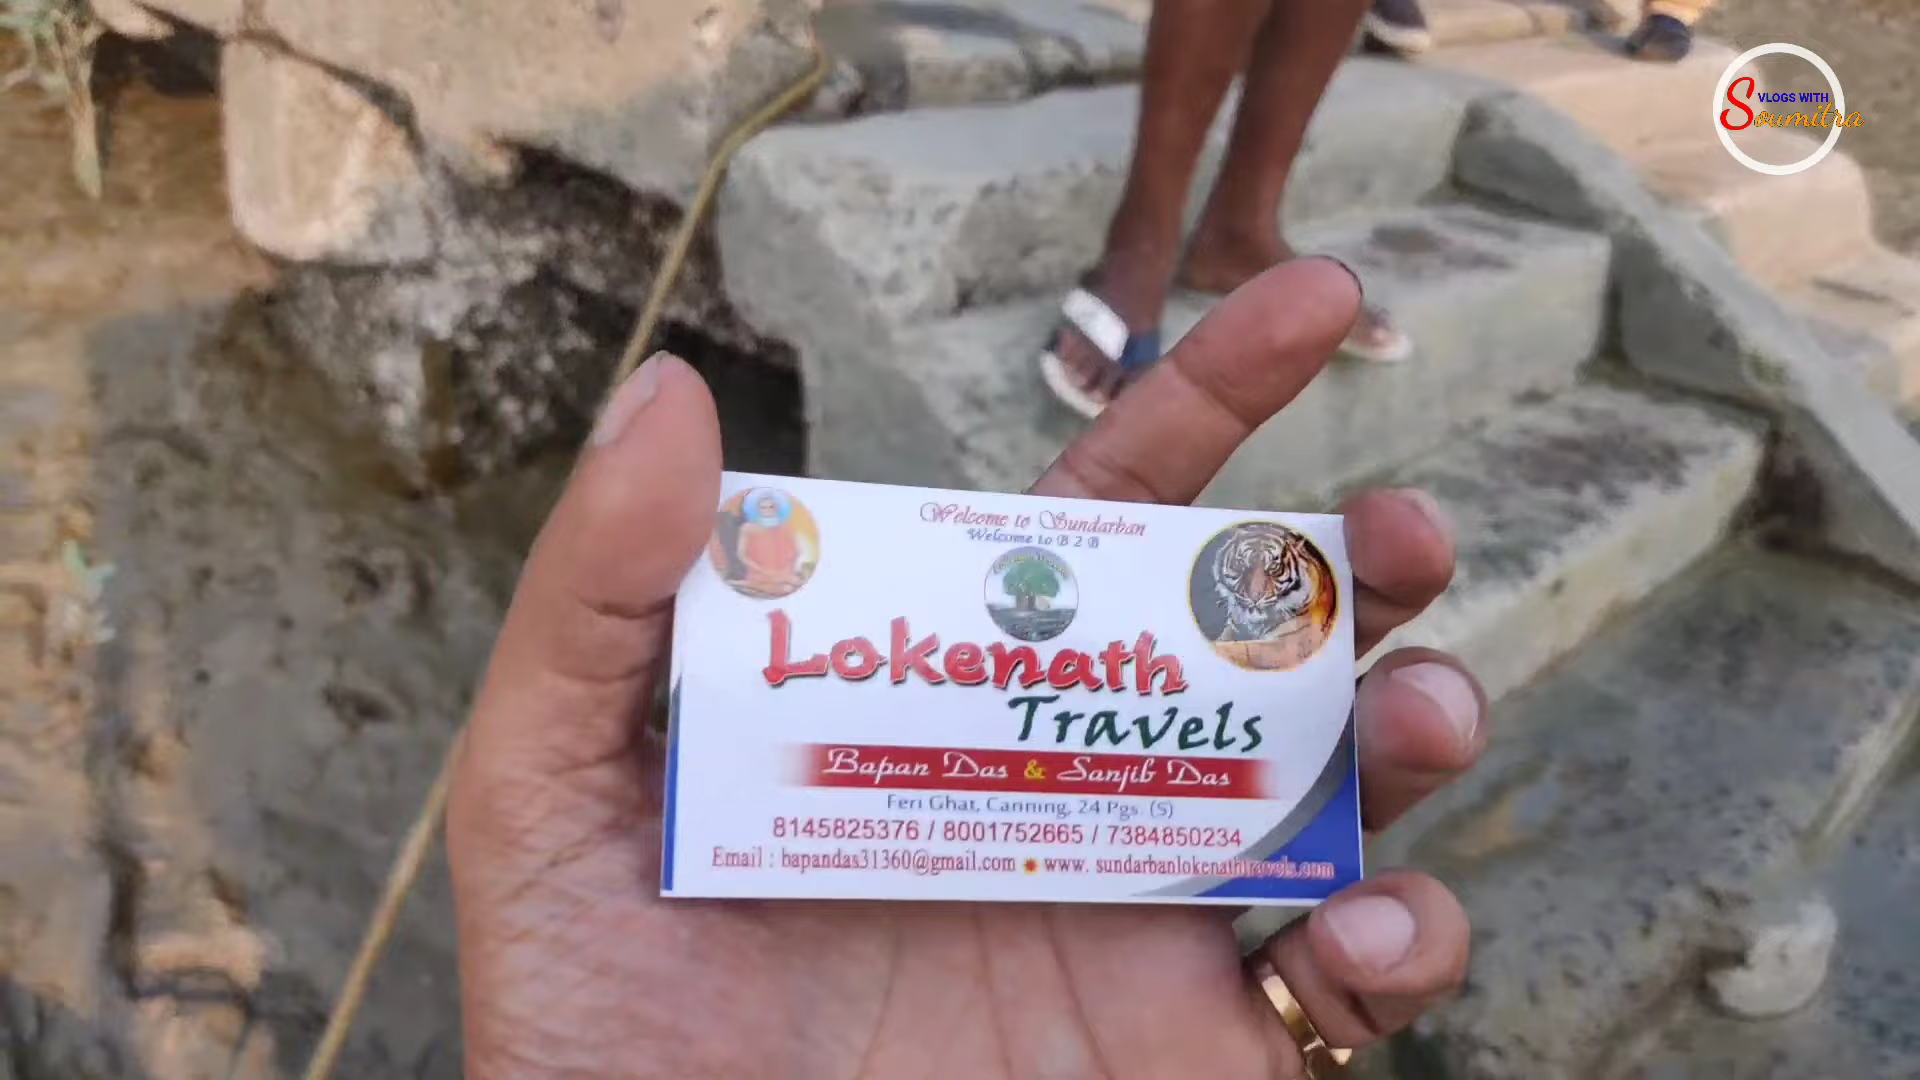 VLOGS WITH
Soumitra
Welcome to Sundarban
Welcome to B 2 B
Lokenath
Travels
Bapan Das & Sanjib Das
Feri Ghat, Canning, 24 Pgs. (S)
8145825376 / 8001752665 / 7384850234
Email : bapandas31360@gmail.com ✹ www. sundarbanlokenathtravels.com